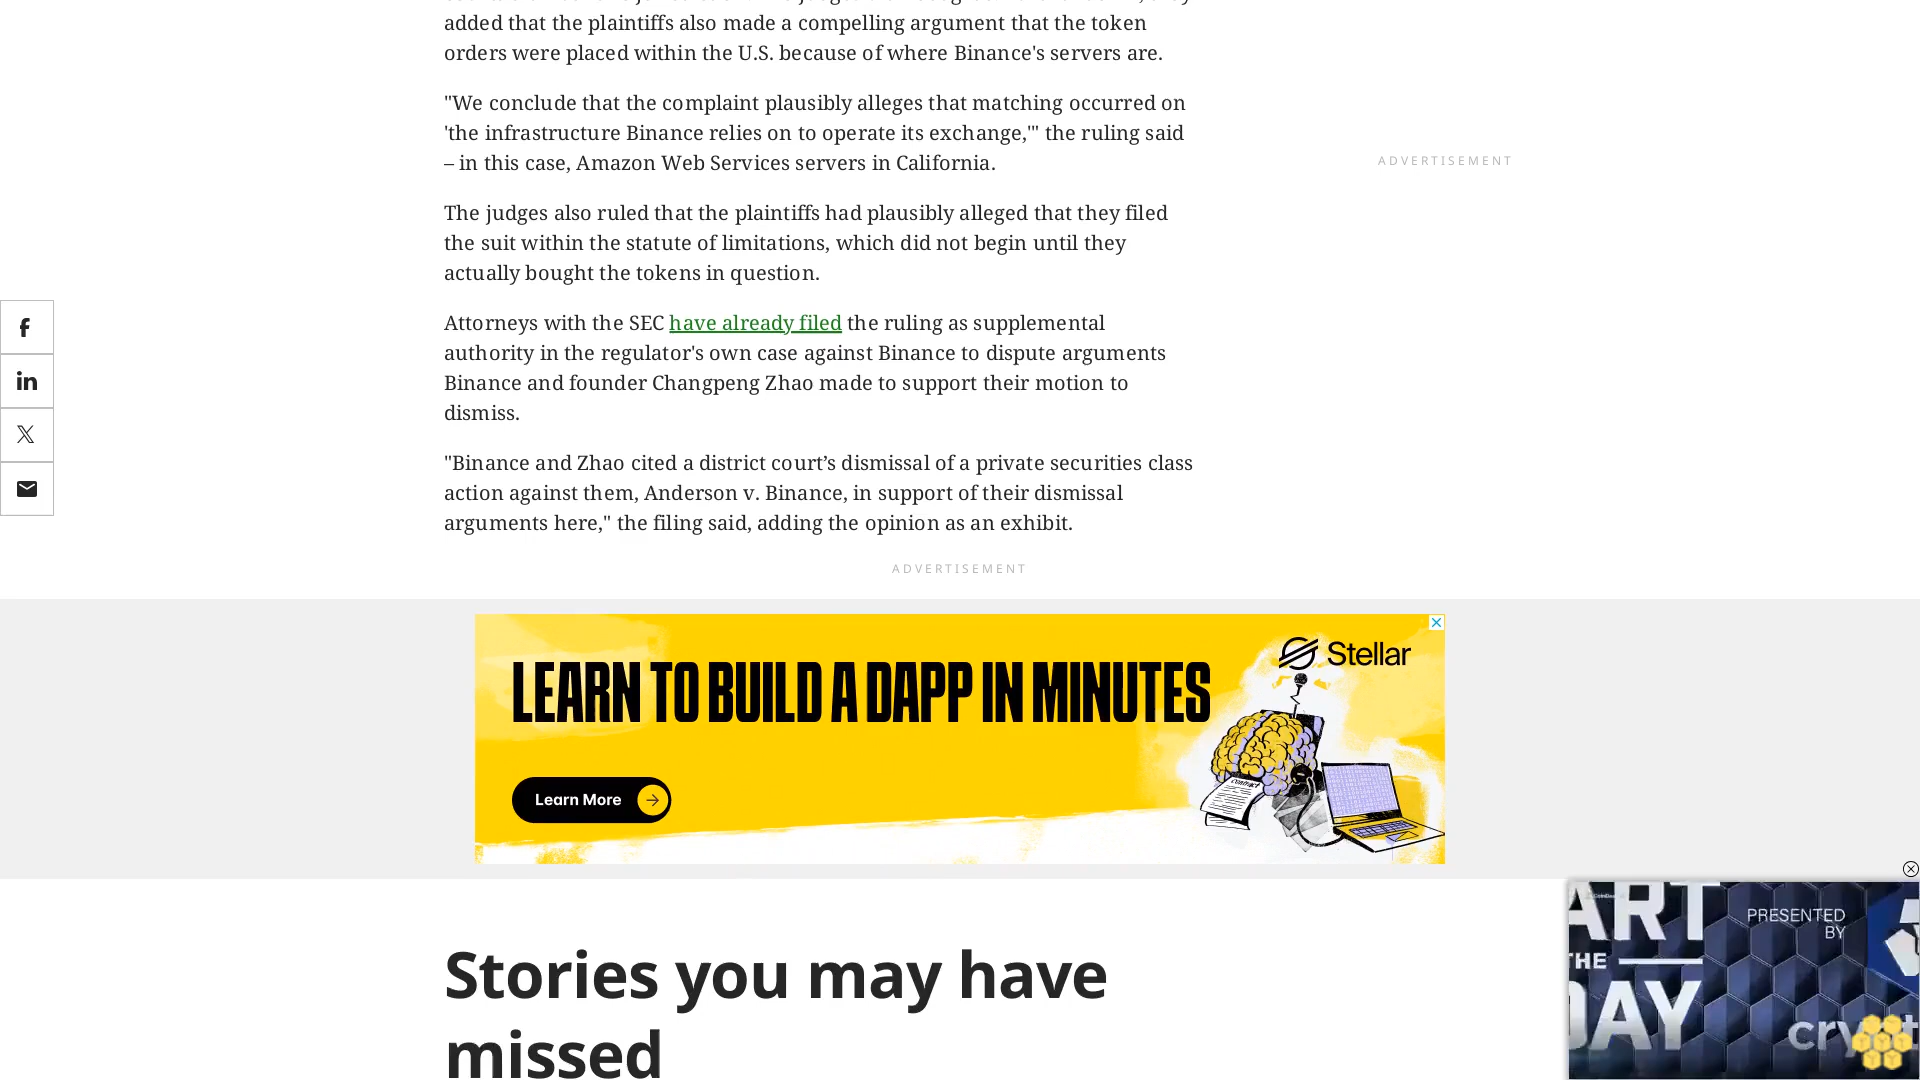 added that the plaintiffs also made a compelling argument that the token
orders were placed within the U.S. because of where Binance's servers are.
"We conclude that the complaint plausibly alleges that matching occurred on
'the infrastructure Binance relies on to operate its exchange,'" the ruling said
– in this case, Amazon Web Services servers in California.
ADVERTISEMENT
The judges also ruled that the plaintiffs had plausibly alleged that they filed
the suit within the statute of limitations, which did not begin until they
actually bought the tokens in question.
Attorneys with the SEC have already filed the ruling as supplemental
authority in the regulator's own case against Binance to dispute arguments
Binance and founder Changpeng Zhao made to support their motion to
dismiss.
"Binance and Zhao cited a district court’s dismissal of a private securities class
action against them, Anderson v. Binance, in support of their dismissal
arguments here," the filing said, adding the opinion as an exhibit.
ADVERTISEMENT
LEARN TO BUILD A DAPP IN MINUTES
Stellar
Contract
Learn More
Stories you may have
missed
ART
THE
DAY
PRESENTED
BY